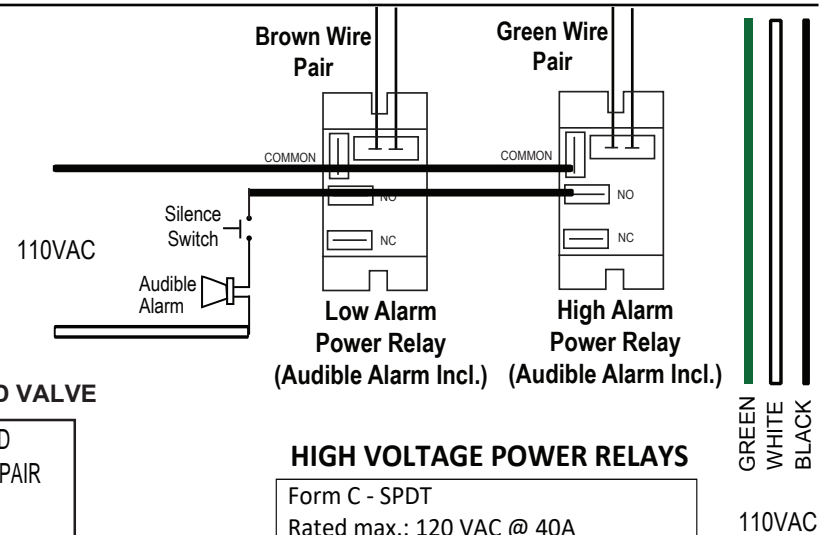 Brown Wire
Pair
Green Wire
Pair
COMMON
COMMON
NO
NO
Silence
Switch
NC
NC
110VAC
Audible
Alarm
Low Alarm
Power Relay
(Audible Alarm Incl.)
High Alarm
Power Relay
(Audible Alarm Incl.)
GREEN
WHITE
BLACK
110VAC
VALVE
PAIR
HIGH VOLTAGE POWER RELAYS
Form C - SPDT
Rated max.: 120 VAC @ 40A